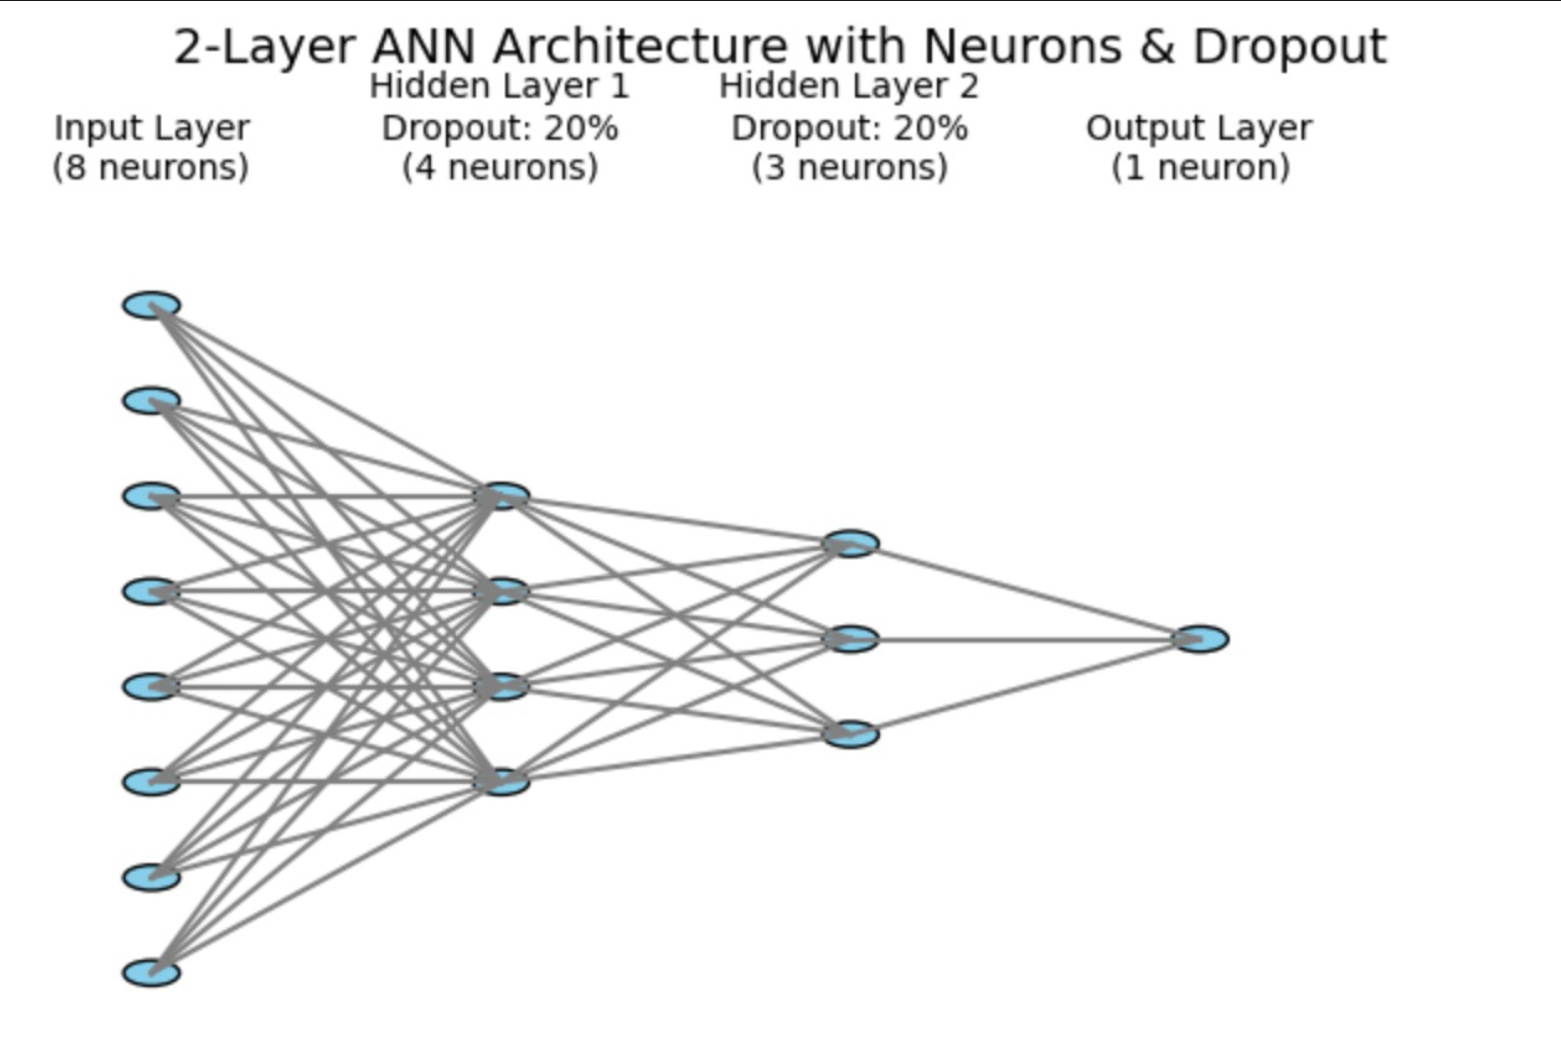 2-Layer ANN Architecture with Neurons & Dropout
Input Layer
(8 neurons)
Hidden Layer 1
Dropout: 20%
(4 neurons)
Hidden Layer 2
Dropout: 20%
(3 neurons)
Output Layer
(1 neuron)